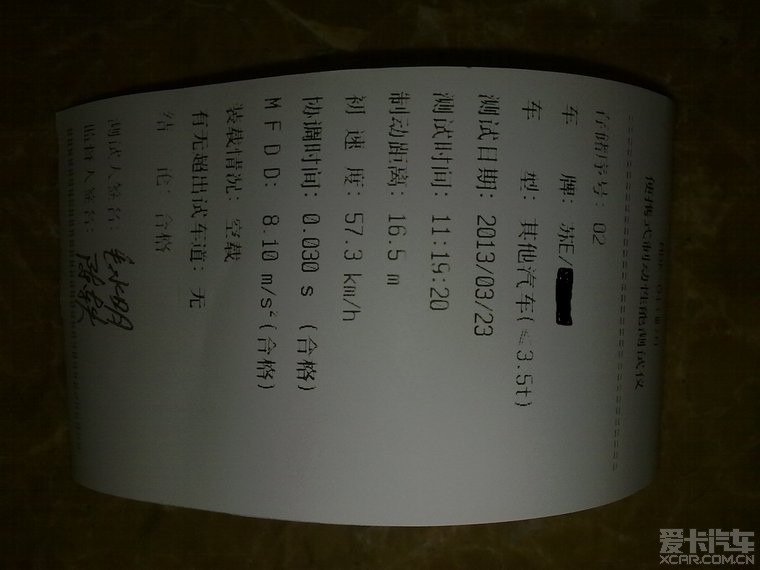 便携式制动性能测试仪
存储序号: 02
车 牌: 苏E/
车 型: 其他汽车(≤3.5t)
测试日期: 2013/03/23
测试时间: 11:19:20
制动距离: 16.5 m
初 速 度: 57.3 km/h
协调时间: 0.030 s (合格)
M F D D: 8.10 m/s² (合格)
装载情况: 空载
有无超出试车道: 无
结 论: 合格
测试人签名:
监检人签名:
爱卡汽车
XCAR.COM.CN